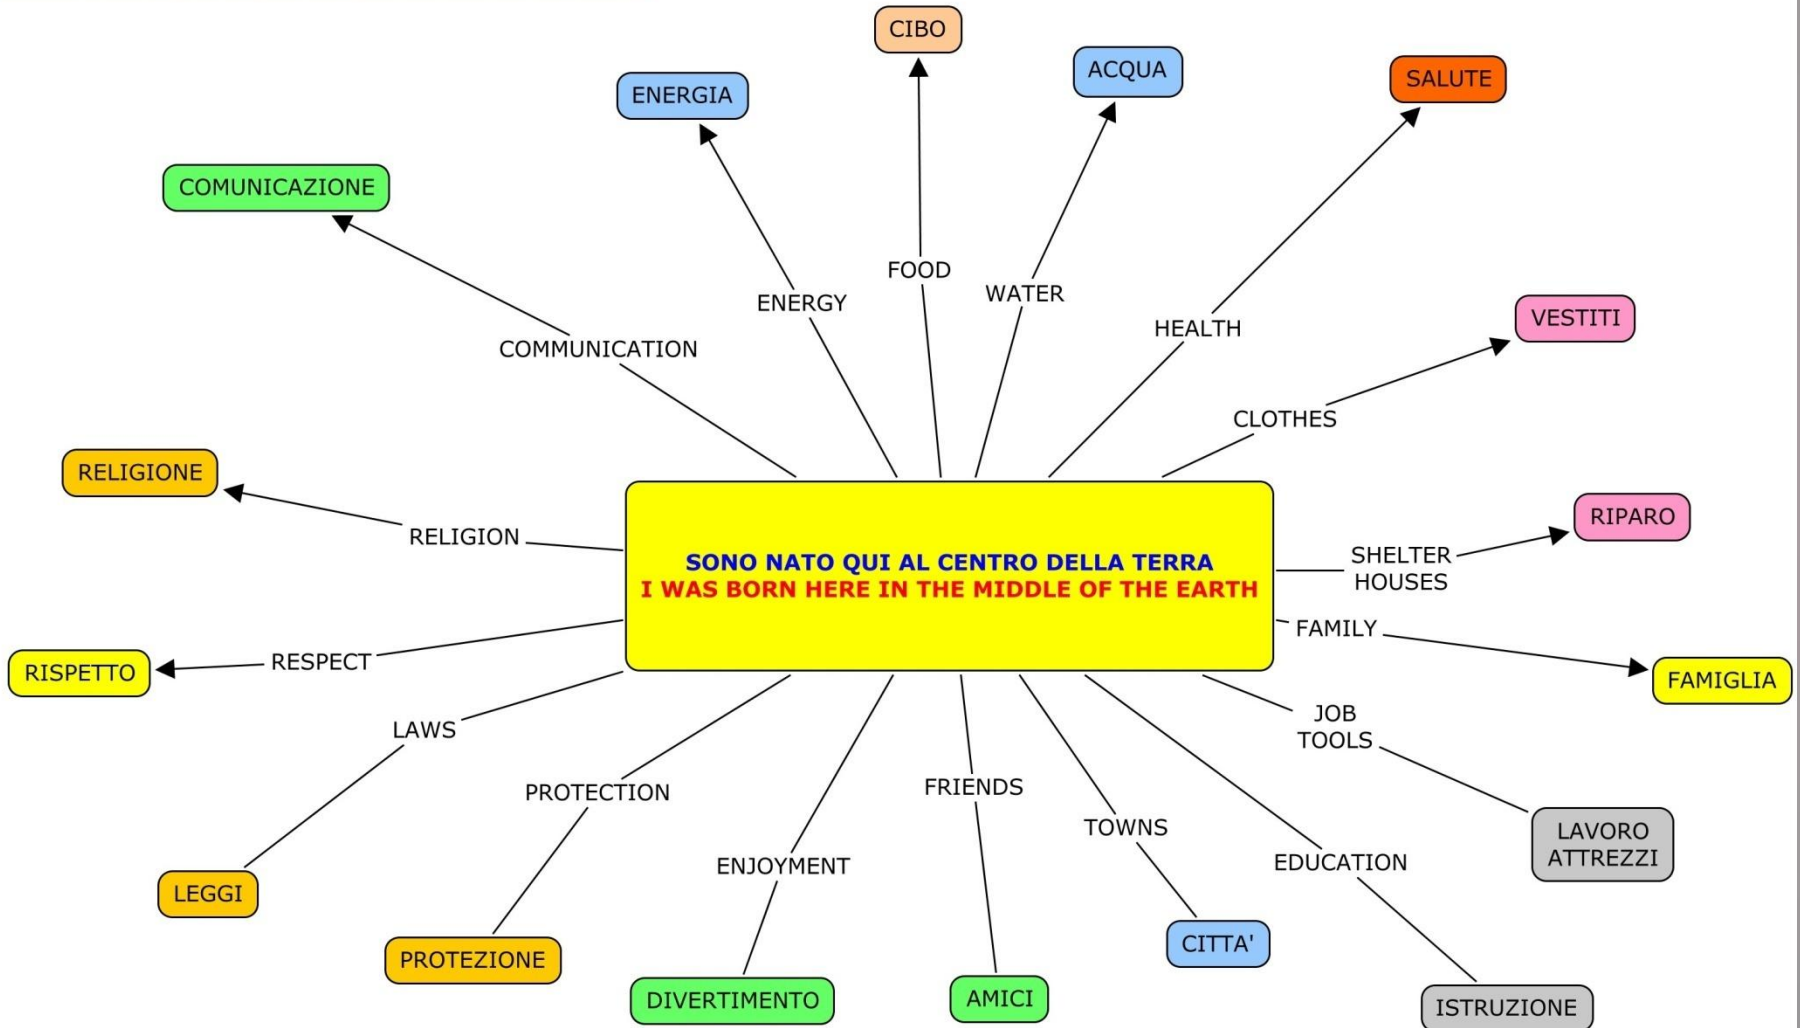 CIBO
ACQUA
SALUTE
ENERGIA
COMUNICAZIONE
FOOD
WATER
ENERGY
HEALTH
VESTITI
COMMUNICATION
CLOTHES
RELIGIONE
RIPARO
RELIGION
SHELTER
HOUSES
SONO NATO QUI AL CENTRO DELLA TERRA
I WAS BORN HERE IN THE MIDDLE OF THE EARTH
FAMILY
RESPECT
RISPETTO
FAMIGLIA
LAWS
JOB
TOOLS
PROTECTION
FRIENDS
TOWNS
LAVORO
ATTREZZI
ENJOYMENT
EDUCATION
LEGGI
CITTA'
PROTEZIONE
DIVERTIMENTO
AMICI
ISTRUZIONE